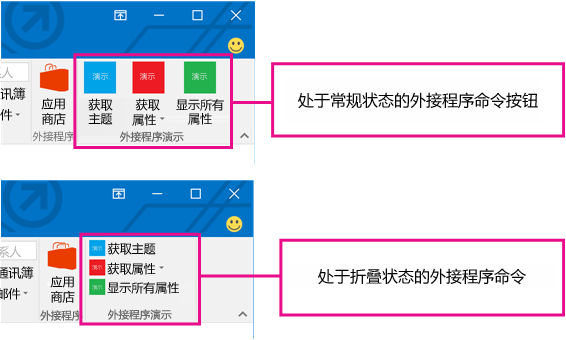 系人
演示 演示 演示
通讯簿
件
应用
商店
获取
主题
获取
属性
显示所有
属性
外接程序
外接程序演示
处于常规状态的外接程序命令按钮
系人
演示 获取主题
通讯簿
演示 获取属性
邮件
应用
商店
演示 显示所有属性
外接程序
外接程序演示
处于折叠状态的外接程序命令